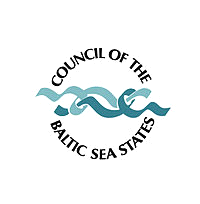 COUNCIL OF THE
BALTIC SEA STATES